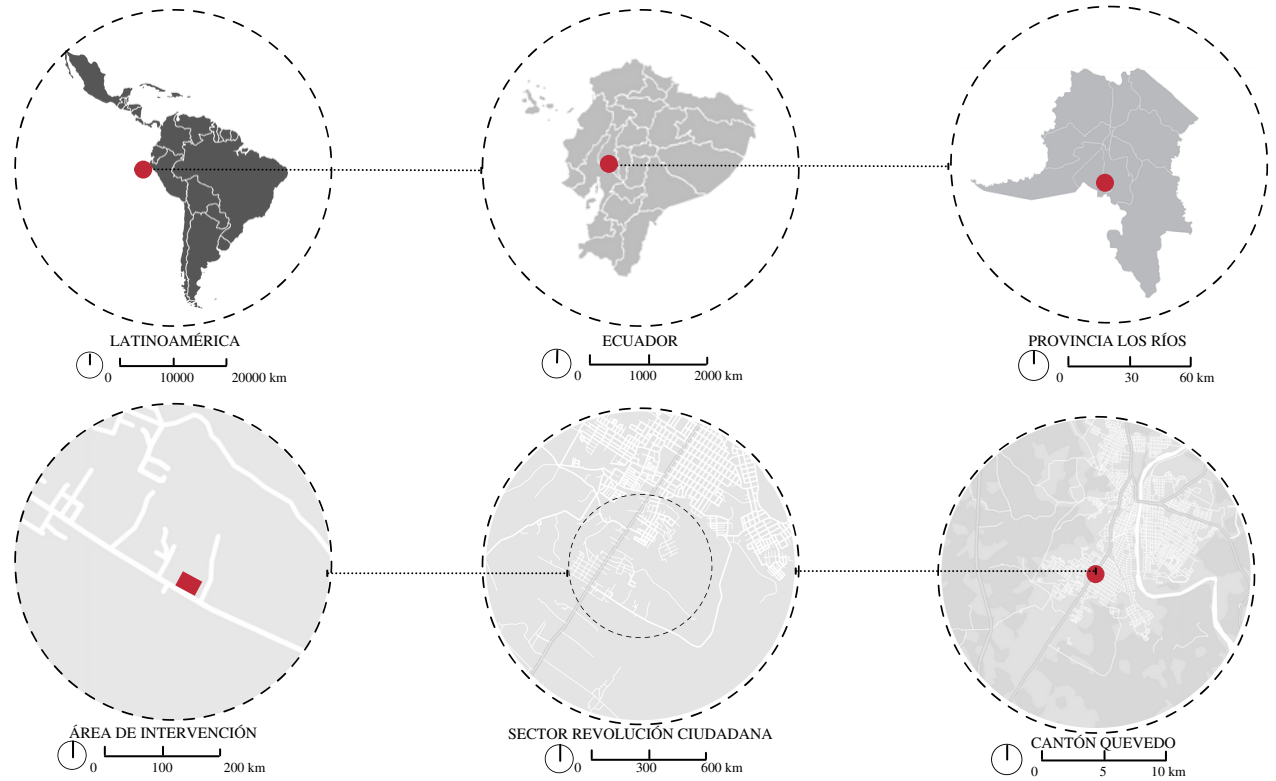 LATINOAMÉRICA
0 10000 20000 km
ECUADOR
0 1000 2000 km
PROVINCIA LOS RÍOS
0 30 60 km
ÁREA DE INTERVENCIÓN
0 100 200 km
SECTOR REVOLUCIÓN CIUDADANA
0 300 600 km
CANTÓN QUEVEDO
0 5 10 km